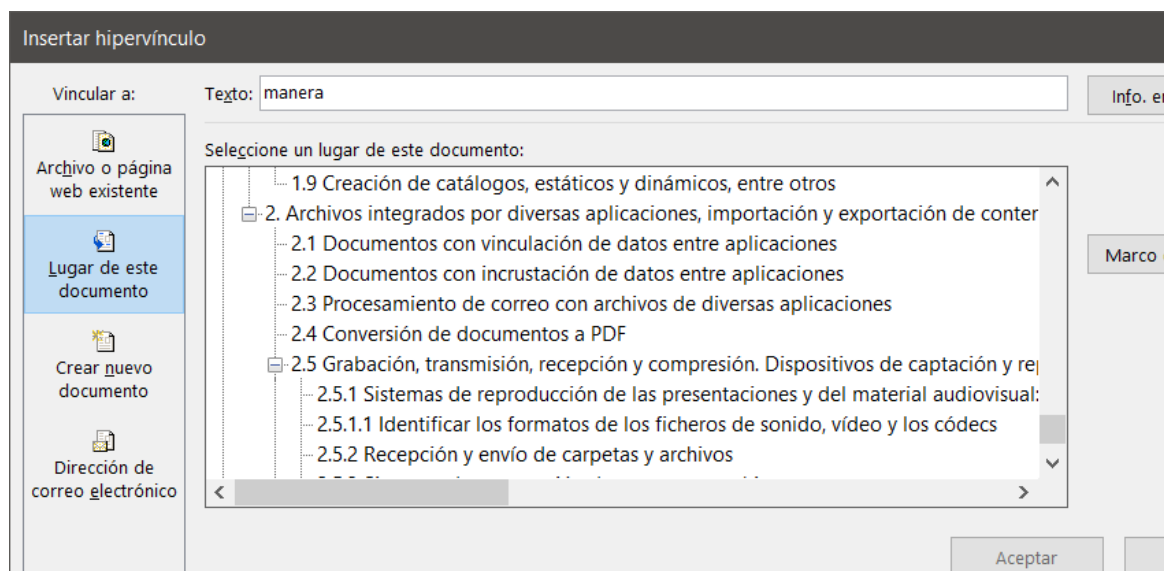 Insertar hipervínculo
Vincular a:
Texto: manera
Info. en
Seleccione un lugar de este documento:
Archivo o página
web existente
Lugar de este
documento
Crear nuevo
documento
Dirección de
correo electrónico
1.9 Creación de catálogos, estáticos y dinámicos, entre otros
2. Archivos integrados por diversas aplicaciones, importación y exportación de conter
2.1 Documentos con vinculación de datos entre aplicaciones
2.2 Documentos con incrustación de datos entre aplicaciones
2.3 Procesamiento de correo con archivos de diversas aplicaciones
2.4 Conversión de documentos a PDF
2.5 Grabación, transmisión, recepción y compresión. Dispositivos de captación y rep
2.5.1 Sistemas de reproducción de las presentaciones y del material audiovisual:
2.5.1.1 Identificar los formatos de los ficheros de sonido, vídeo y los códecs
2.5.2 Recepción y envío de carpetas y archivos
Marco
Aceptar